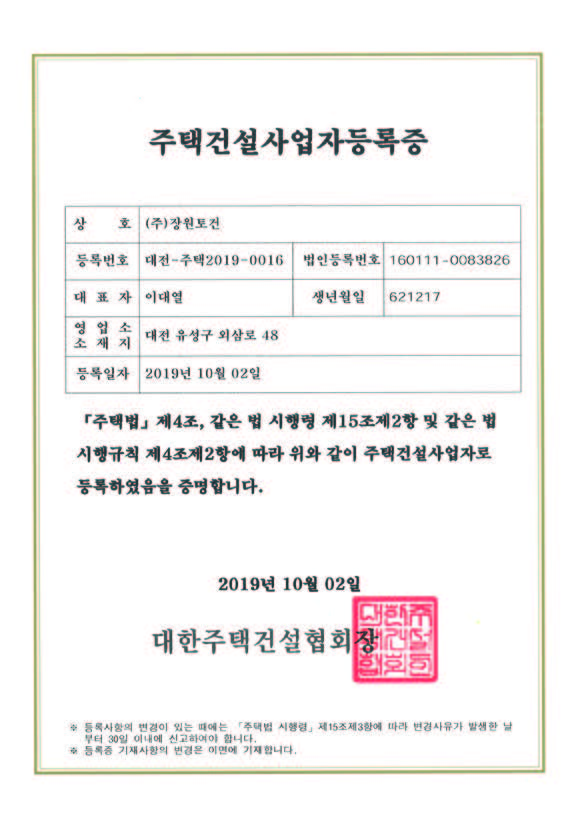 주택건설사업자등록증
상 호 (주)장원토건
등록번호 대전-주택2019-0016 법인등록번호 160111-0083826
대 표 자 이대열 생년월일 621217
영 업 소
소 재 지 대전 유성구 외삼로 48
등록일자 2019년 10월 02일
「주택법」제4조, 같은 법 시행령 제15조제2항 및 같은 법
시행규칙 제4조제2항에 따라 위와 같이 주택건설사업자로
등록하였음을 증명합니다.
2019년 10월 02일
대한주택건설협회장
※ 등록사항의 변경이 있는 때에는 「주택법 시행령」제15조제3항에 따라 변경사유가 발생한 날
부터 30일 이내에 신고하여야 합니다.
※ 등록증 기재사항의 변경은 이면에 기재합니다.